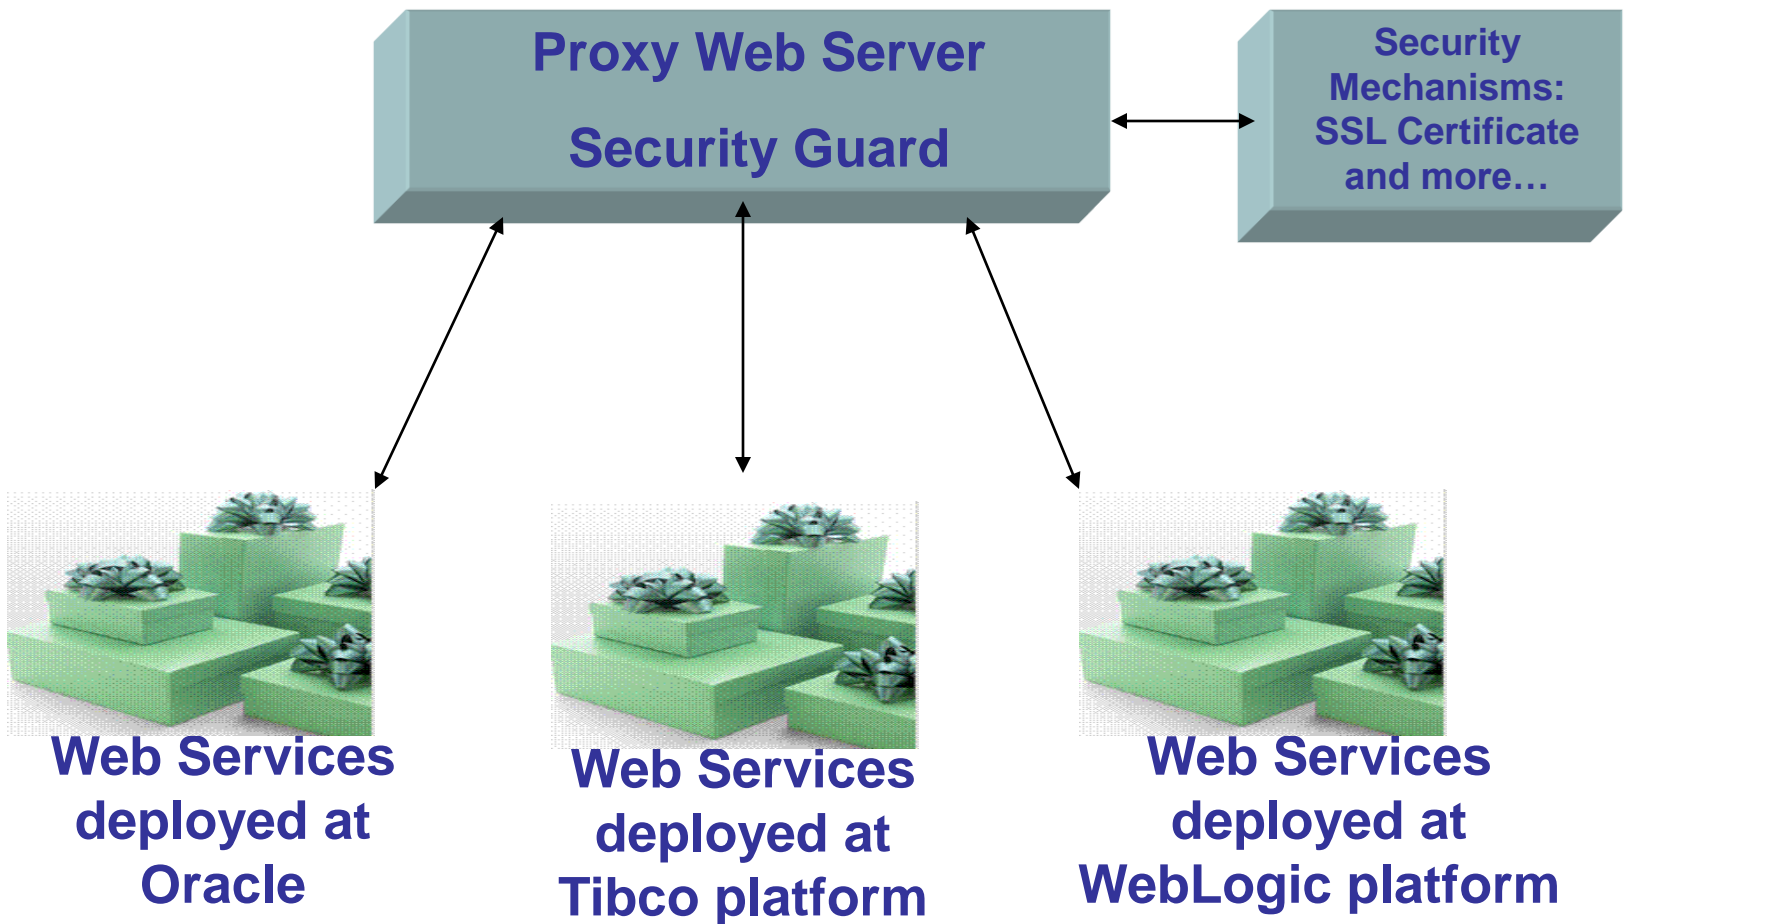 Proxy Web Server
Security Guard
Security
Mechanisms:
SSL Certificate
and more…
Web Services
deployed at
Oracle
Web Services
deployed at
Tibco platform
Web Services
deployed at
WebLogic platform